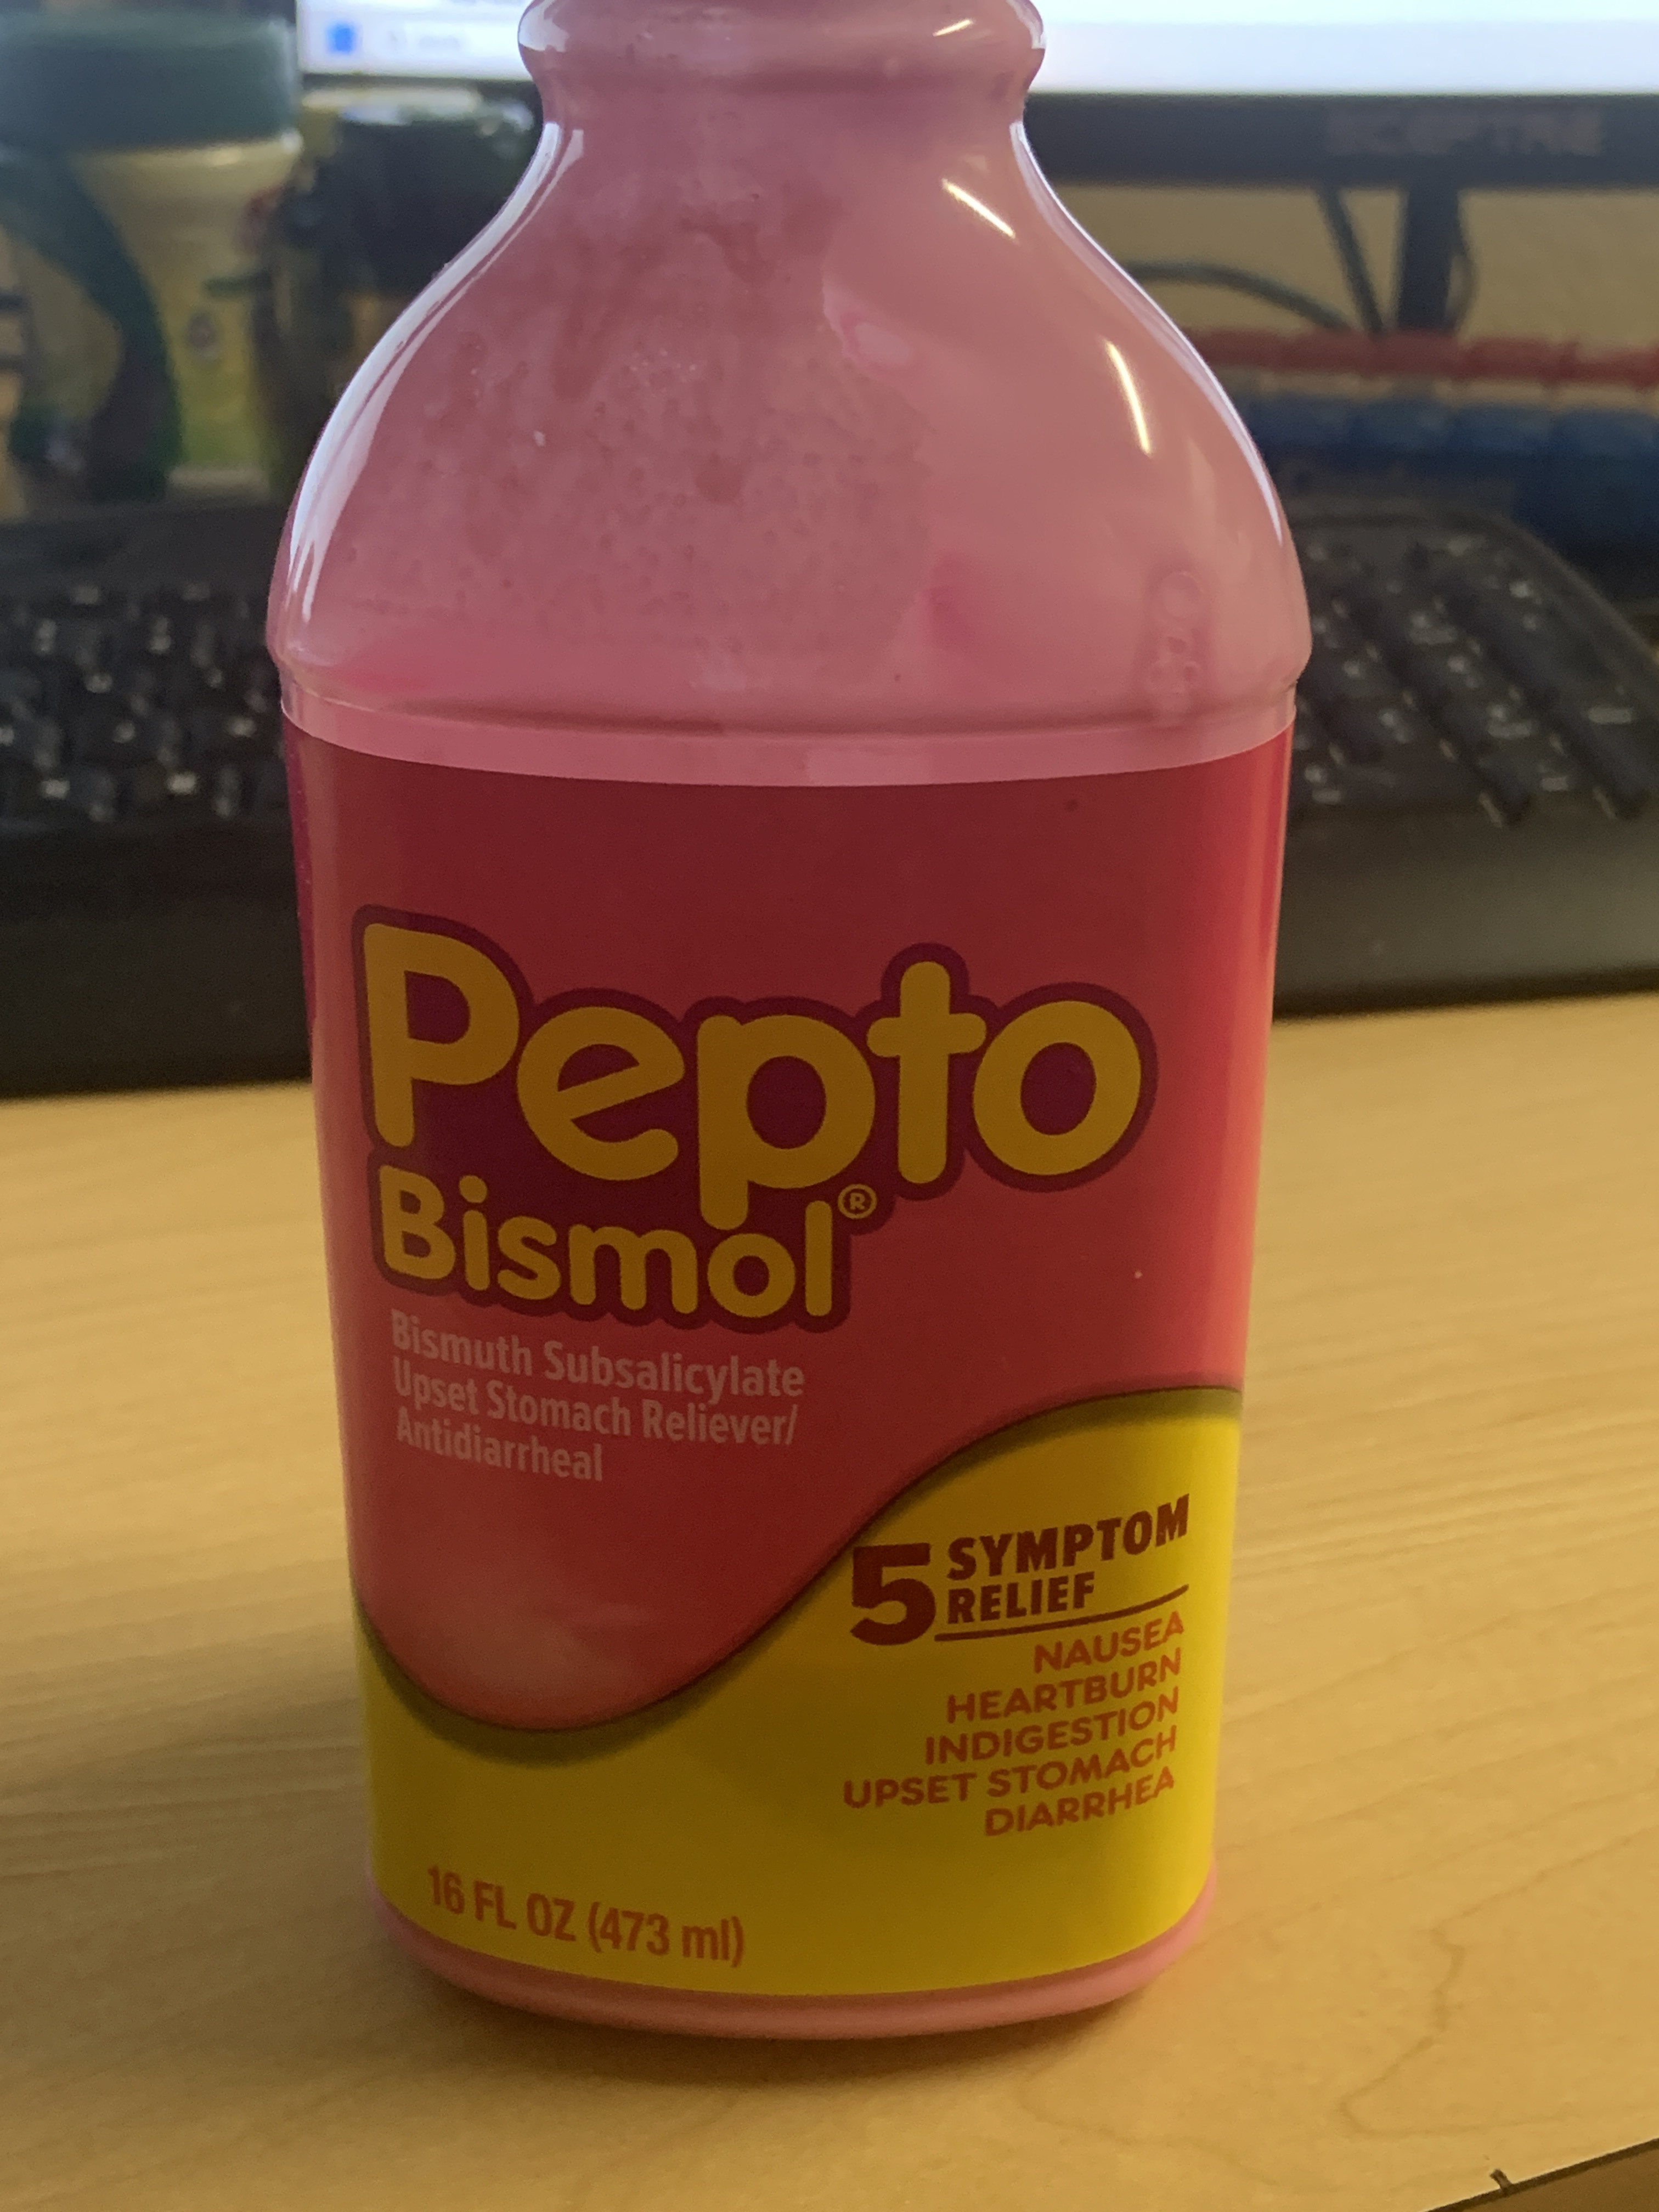 Pepto
Bismol®
Bismuth Subsalicylate
Upset Stomach Reliever/
Antidiarrheal
5 SYMPTOM
RELIEF
NAUSEA
HEARTBURN
INDIGESTION
UPSET STOMACH
DIARRHEA
16 FL OZ (473 ml)
SCEPTRE